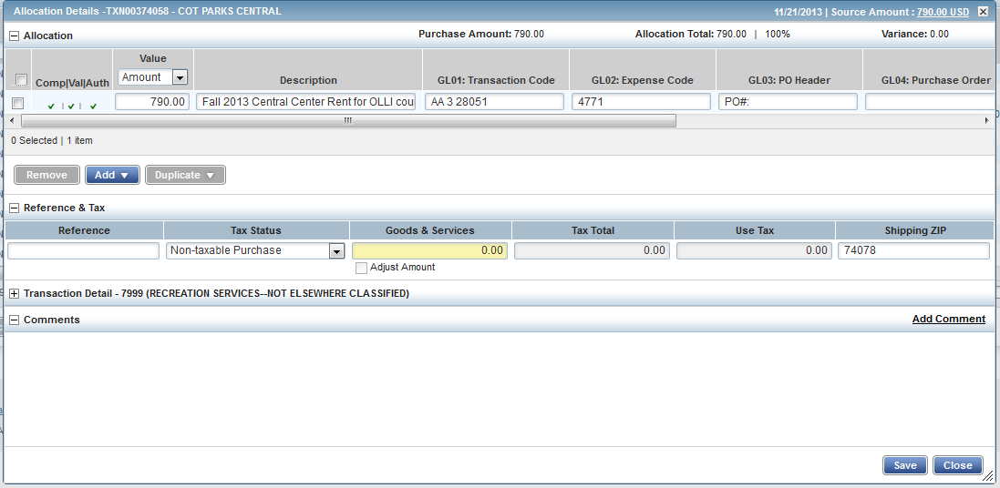 Allocation Details -TXN00374058 - COT PARKS CENTRAL 11/21/2013 | Source Amount : 790.00 USD
Allocation Purchase Amount: 790.00 Allocation Total: 790.00 | 100% Variance: 0.00
Value
Amount
Comp|Val|Auth Description GL01: Transaction Code GL02: Expense Code GL03: PO Header GL04: Purchase Order
790.00 Fall 2013 Central Center Rent for OLLI cou AA 3 28051 4771 PO#:
0 Selected | 1 item
Remove Add Duplicate
Reference & Tax
Reference Tax Status Goods & Services Tax Total Use Tax Shipping ZIP
Non-taxable Purchase 0.00 0.00 0.00 74078
Adjust Amount
Transaction Detail - 7999 (RECREATION SERVICES--NOT ELSEWHERE CLASSIFIED)
Comments Add Comment
Save Close